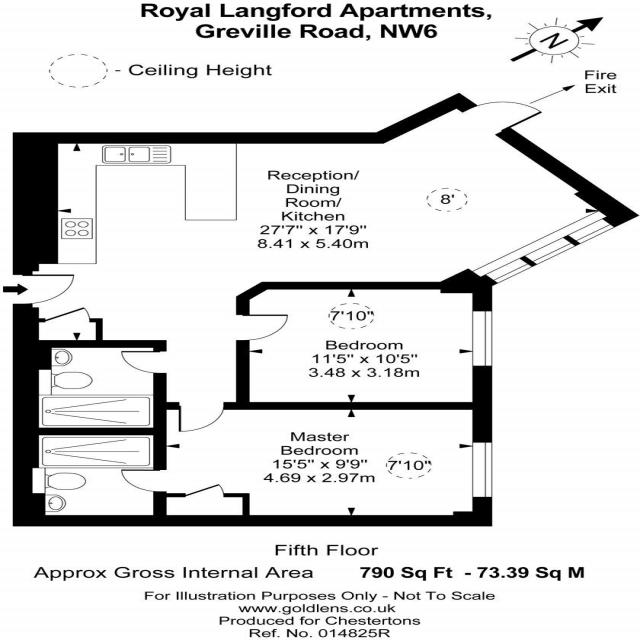 Royal Langford Apartments,
Greville Road, NW6
- Ceiling Height
N
Fire
Exit
Reception/
Dining
Room/
Kitchen
27'7" x 17'9"
8.41 x 5.40m
8'
7'10"
Bedroom
11'5" x 10'5"
3.48 x 3.18m
Master
Bedroom
15'5" x 9'9"
4.69 x 2.97m
7'10"
Fifth Floor
Approx Gross Internal Area 790 Sq Ft - 73.39 Sq M
For Illustration Purposes Only - Not To Scale
www.goldlens.co.uk
Produced for Chestertons
Ref. No. 014825R